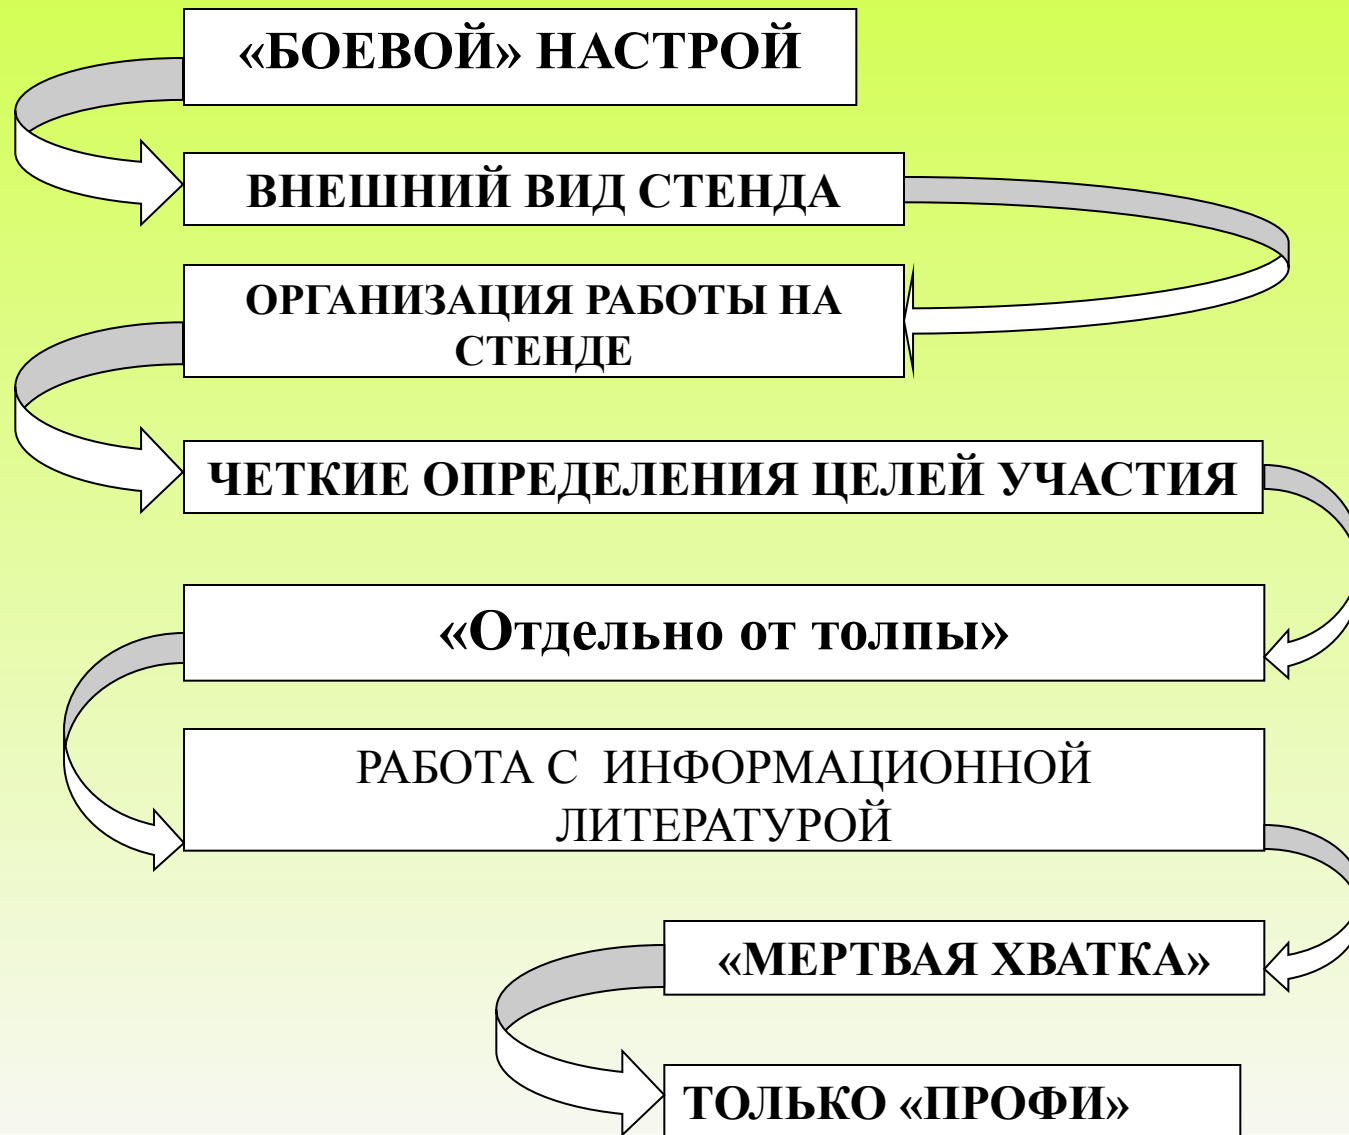 «БОЕВОЙ» НАСТРОЙ
ВНЕШНИЙ ВИД СТЕНДА
ОРГАНИЗАЦИЯ РАБОТЫ НА
СТЕНДЕ
ЧЕТКИЕ ОПРЕДЕЛЕНИЯ ЦЕЛЕЙ УЧАСТИЯ
«Отдельно от толпы»
РАБОТА С ИНФОРМАЦИОННОЙ
ЛИТЕРАТУРОЙ
«МЕРТВАЯ ХВАТКА»
ТОЛЬКО «ПРОФИ»